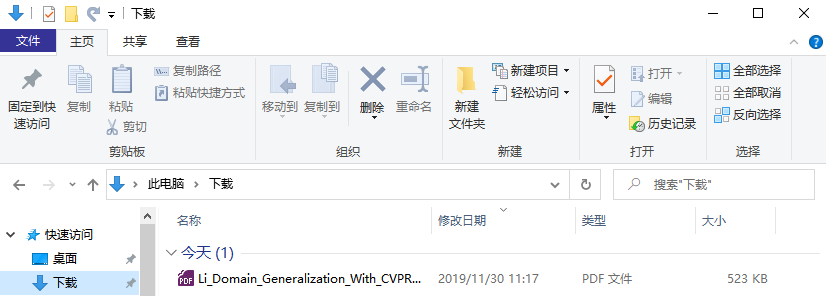 下载
文件 主页 共享 查看
固定到快速访问
复制
粘贴
复制路径
粘贴快捷方式
剪切
剪贴板
移动到
复制到
删除
重命名
组织
新建
文件夹
新建项目
轻松访问
新建
属性
打开
编辑
历史记录
打开
全部选择
全部取消
反向选择
选择
此电脑 下载
搜索"下载"
名称 修改日期 类型 大小
快速访问
桌面
下载
今天 (1)
PDF
Li_Domain_Generalization_With_CVPR... 2019/11/30 11:17 PDF 文件 523 KB